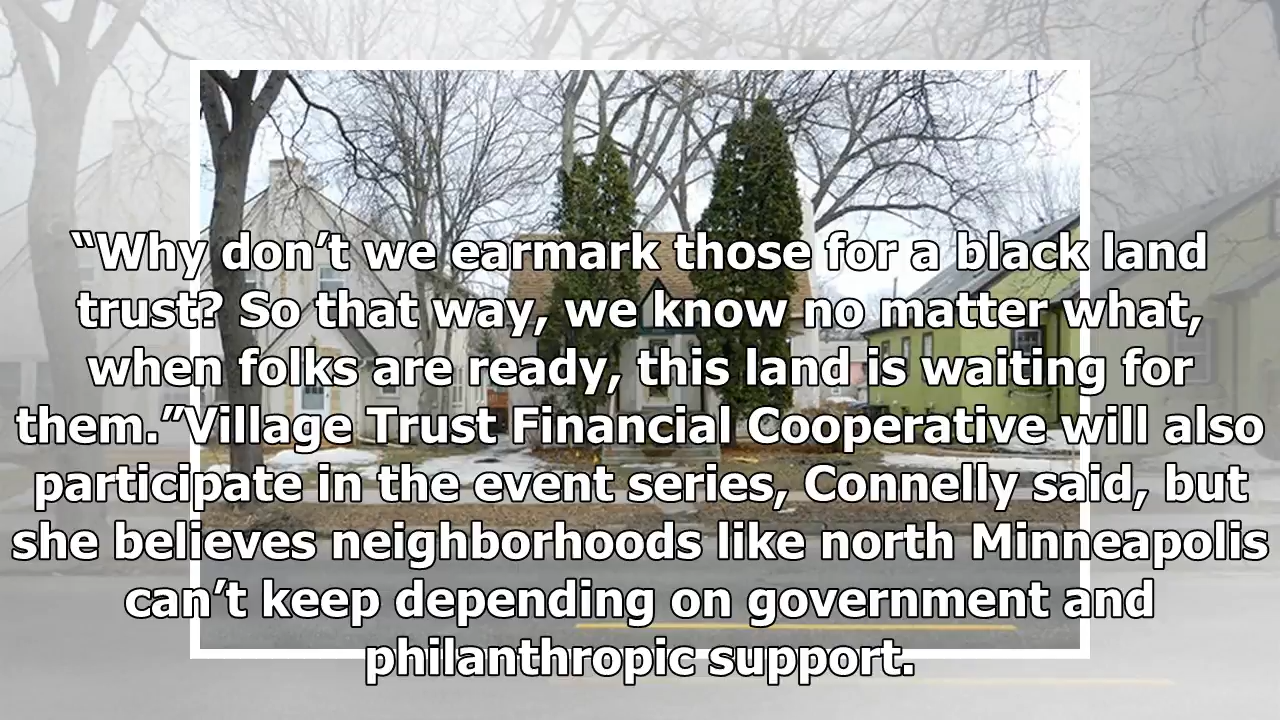 “Why don’t we earmark those for a black land
trust? So that way, we know no matter what,
when folks are ready, this land is waiting for
them.”Village Trust Financial Cooperative will also
participate in the event series, Connelly said, but
she believes neighborhoods like north Minneapolis
can’t keep depending on government and
philanthropic support.